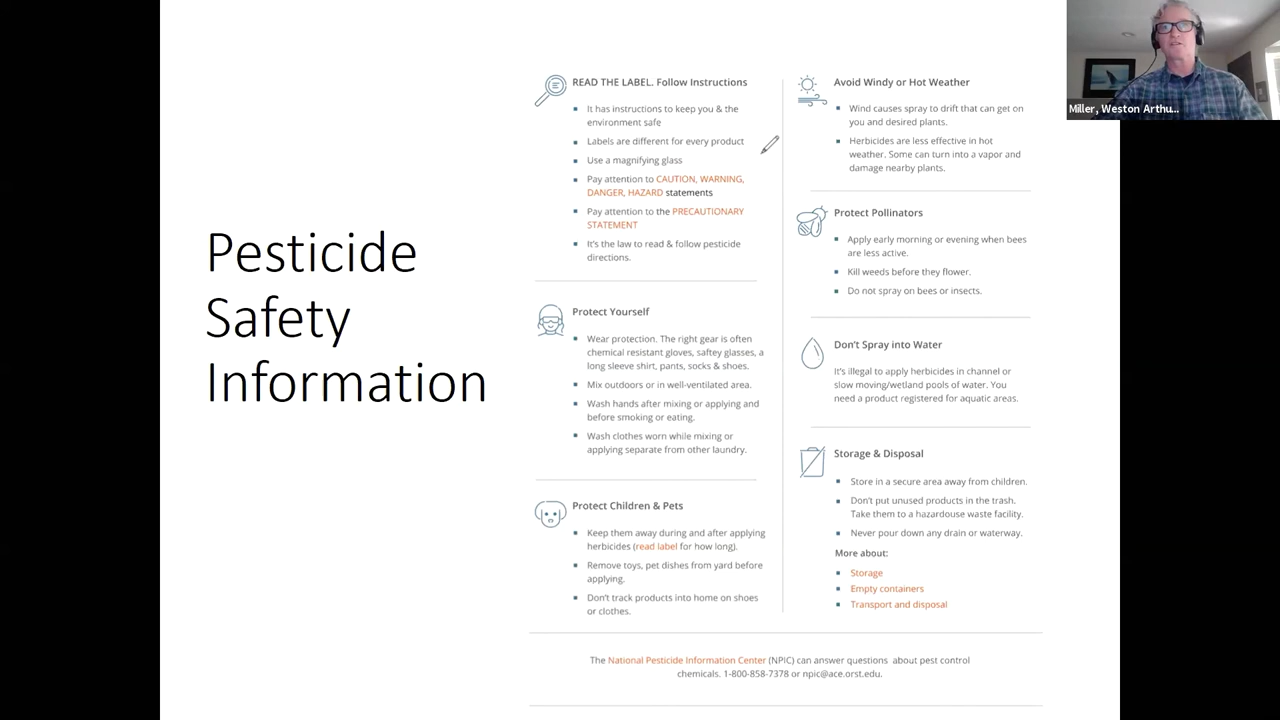 Pesticide
Safety
Information
READ THE LABEL. Follow Instructions
It has instructions to keep you & the
environment safe
Labels are different for every product
Use a magnifying glass
Pay attention to CAUTION, WARNING,
DANGER, HAZARD statements
Pay attention to the PRECAUTIONARY
STATEMENT
It's the law to read & follow pesticide
directions.
Protect Yourself
Wear protection. The right gear is often
chemical resistant gloves, saftey glasses, a
long sleeve shirt, pants, socks & shoes.
Mix outdoors or in well-ventilated area.
Wash hands after mixing or applying and
before smoking or eating.
Wash clothes worn while mixing or
applying separate from other laundry.
Protect Children & Pets
Keep them away during and after applying
herbicides (read label for how long).
Remove toys, pet dishes from yard before
applying.
Don't track products into home on shoes
or clothes.
Avoid Windy or Hot Weather
Wind causes spray to drift that can get on
you and desired plants.
Herbicides are less effective in hot
weather. Some can turn into a vapor and
damage nearby plants.
Protect Pollinators
Apply early morning or evening when bees
are less active.
Kill weeds before they flower.
Do not spray on bees or insects.
Don't Spray into Water
It's illegal to apply herbicides in channel or
slow moving/wetland pools of water. You
need a product registered for aquatic areas.
Storage & Disposal
Store in a secure area away from children.
Don't put unused products in the trash.
Take them to a hazardouse waste facility.
Never pour down any drain or waterway.
More about:
Storage
Empty containers
Transport and disposal
The National Pesticide Information Center (NPIC) can answer questions about pest control
chemicals. 1-800-858-7378 or npic@ace.orst.edu.
Miller, Weston Arthu...